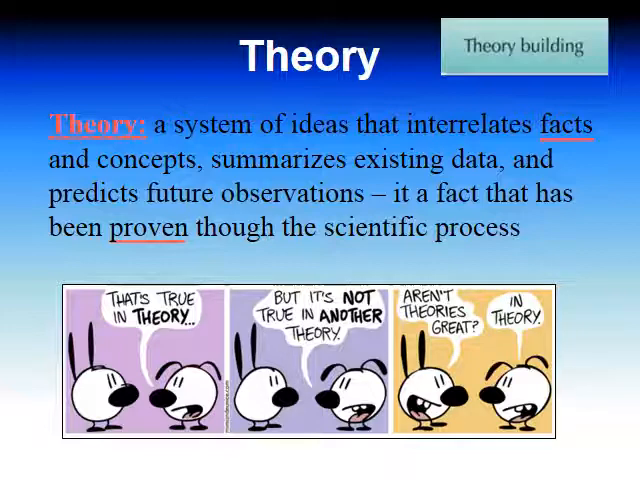 Theory
Theory building
Theory: a system of ideas that interrelates facts
and concepts, summarizes existing data, and
predicts future observations – it a fact that has
been proven though the scientific process
THAT'S TRUE
IN THEORY...
BUT IT'S NOT
TRUE IN ANOTHER
THEORY.
AREN'T
THEORIES
GREAT?
IN
THEORY.